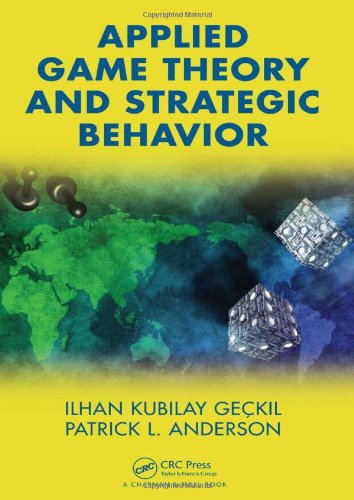 APPLIED
GAME THEORY
AND STRATEGIC
BEHAVIOR
ILHAN KUBILAY GEÇKIL
PATRICK L. ANDERSON
CRC
CRC Press
Taylor & Francis Group
A CHAPMAN & HALL BOOK